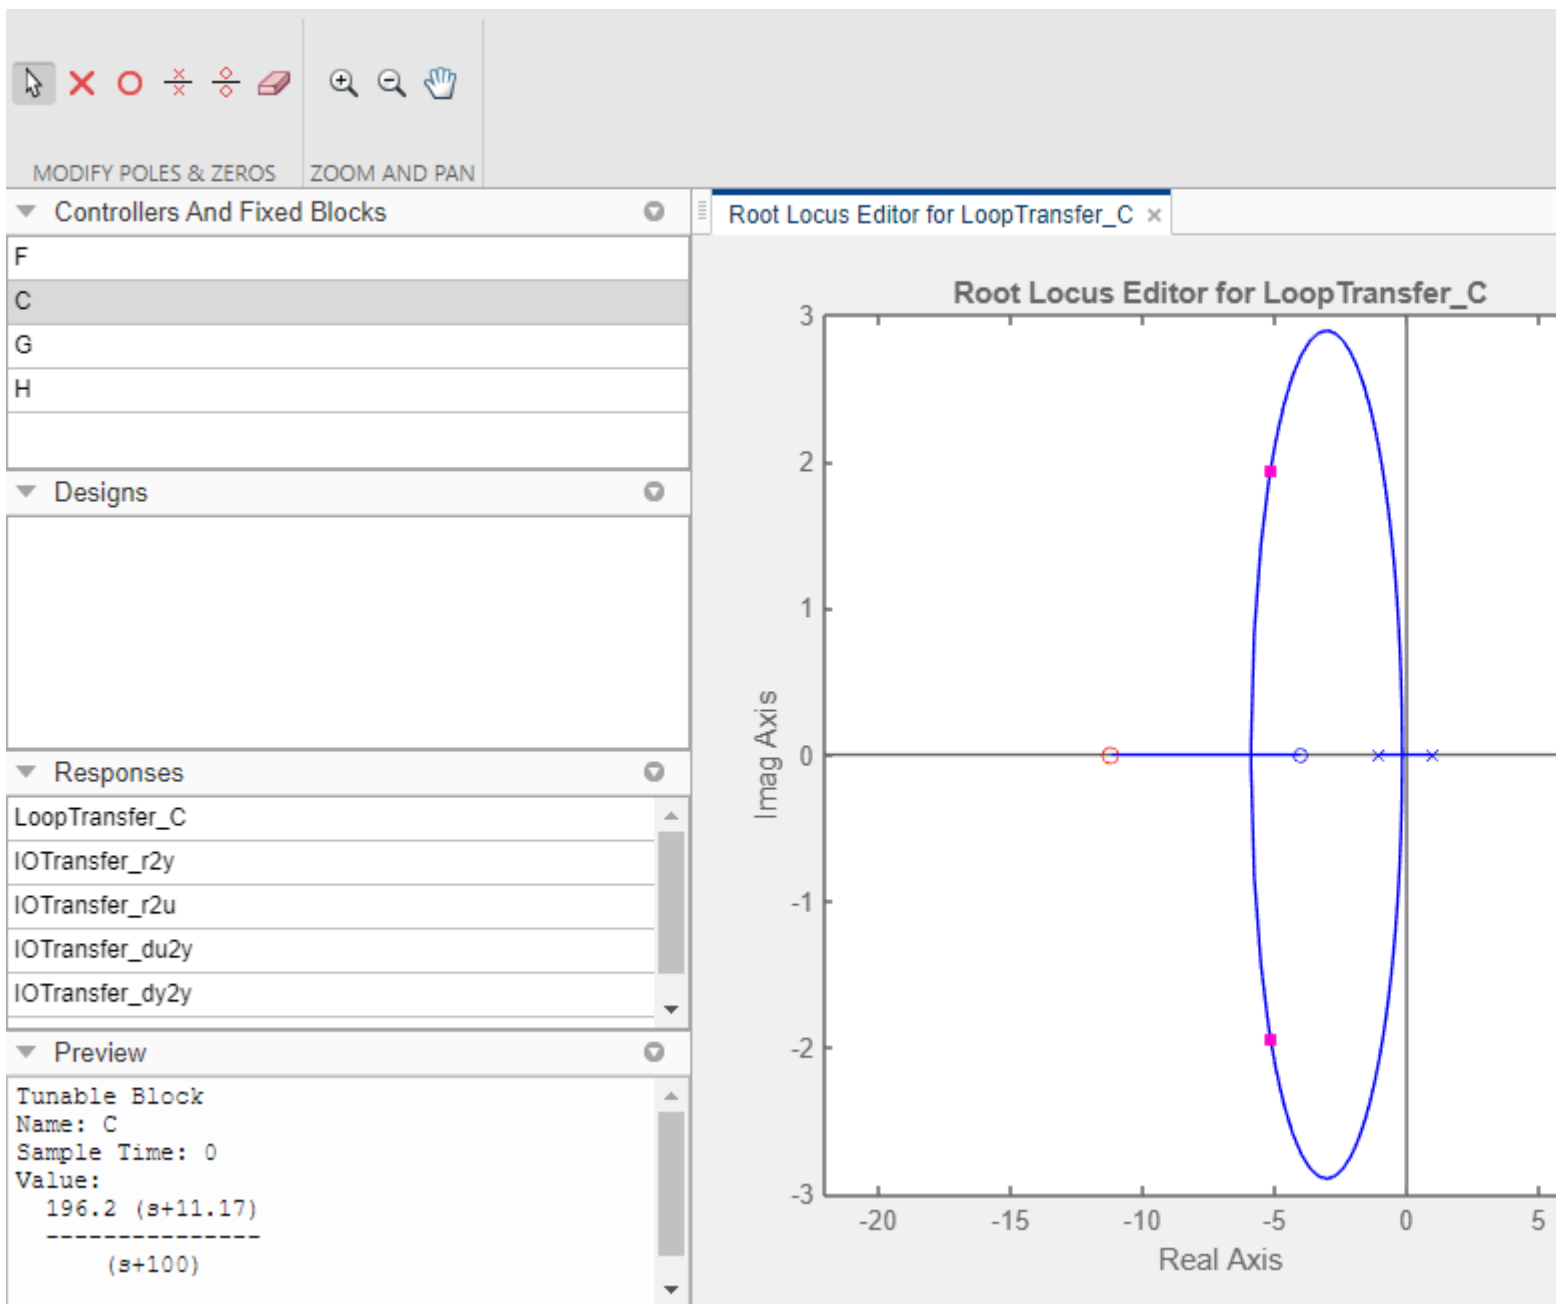 MODIFY POLES & ZEROS
ZOOM AND PAN
Controllers And Fixed Blocks
F
C
G
H
Designs
Responses
LoopTransfer_C
IOTransfer_r2y
IOTransfer_r2u
IOTransfer_du2y
IOTransfer_dy2y
Preview
Tunable Block
Name: C
Sample Time: 0
Value:
196.2 (s+11.17)
---------------
(s+100)
Root Locus Editor for LoopTransfer_C
Root Locus Editor for LoopTransfer_C
3
2
1
0
-1
-2
-3
Imag Axis
-20 -15 -10 -5 0 5
Real Axis